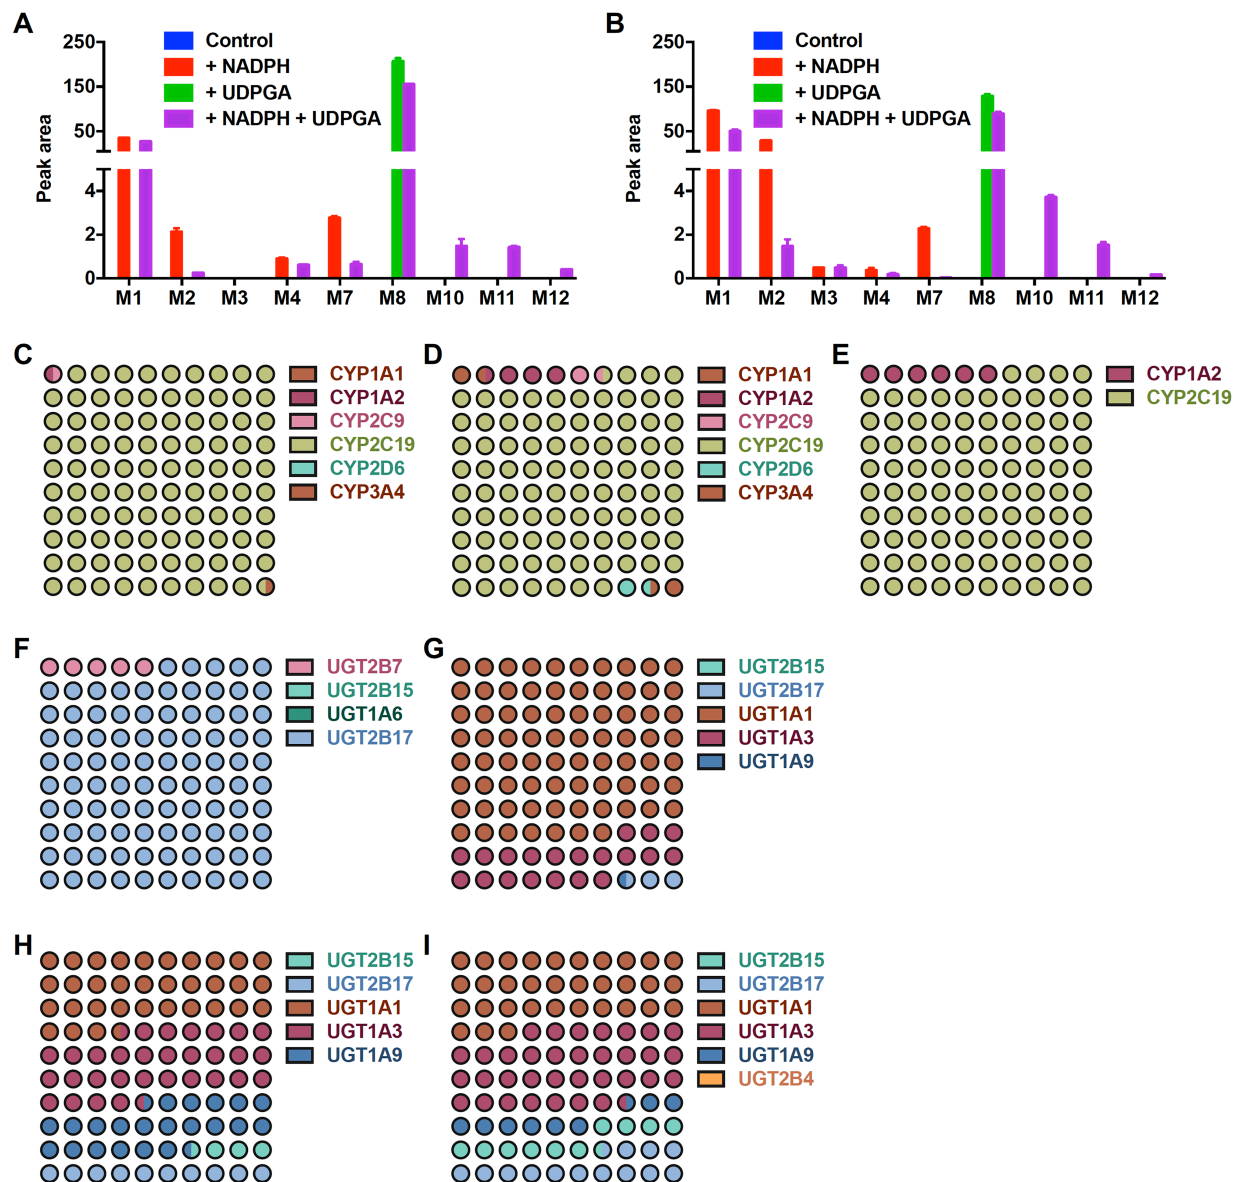 A
Control
+ NADPH
+ UDPGA
+ NADPH + UDPGA
Peak area
250
150
50
4
2
0
M1 M2 M3 M4 M7 M8 M10 M11 M12
B
Control
+ NADPH
+ UDPGA
+ NADPH + UDPGA
Peak area
250
150
50
4
2
0
M1 M2 M3 M4 M7 M8 M10 M11 M12
C
CYP1A1
CYP1A2
CYP2C9
CYP2C19
CYP2D6
CYP3A4
D
CYP1A1
CYP1A2
CYP2C9
CYP2C19
CYP2D6
CYP3A4
E
CYP1A2
CYP2C19
F
UGT2B7
UGT2B15
UGT1A6
UGT2B17
G
UGT2B15
UGT2B17
UGT1A1
UGT1A3
UGT1A9
H
UGT2B15
UGT2B17
UGT1A1
UGT1A3
UGT1A9
I
UGT2B15
UGT2B17
UGT1A1
UGT1A3
UGT1A9
UGT2B4